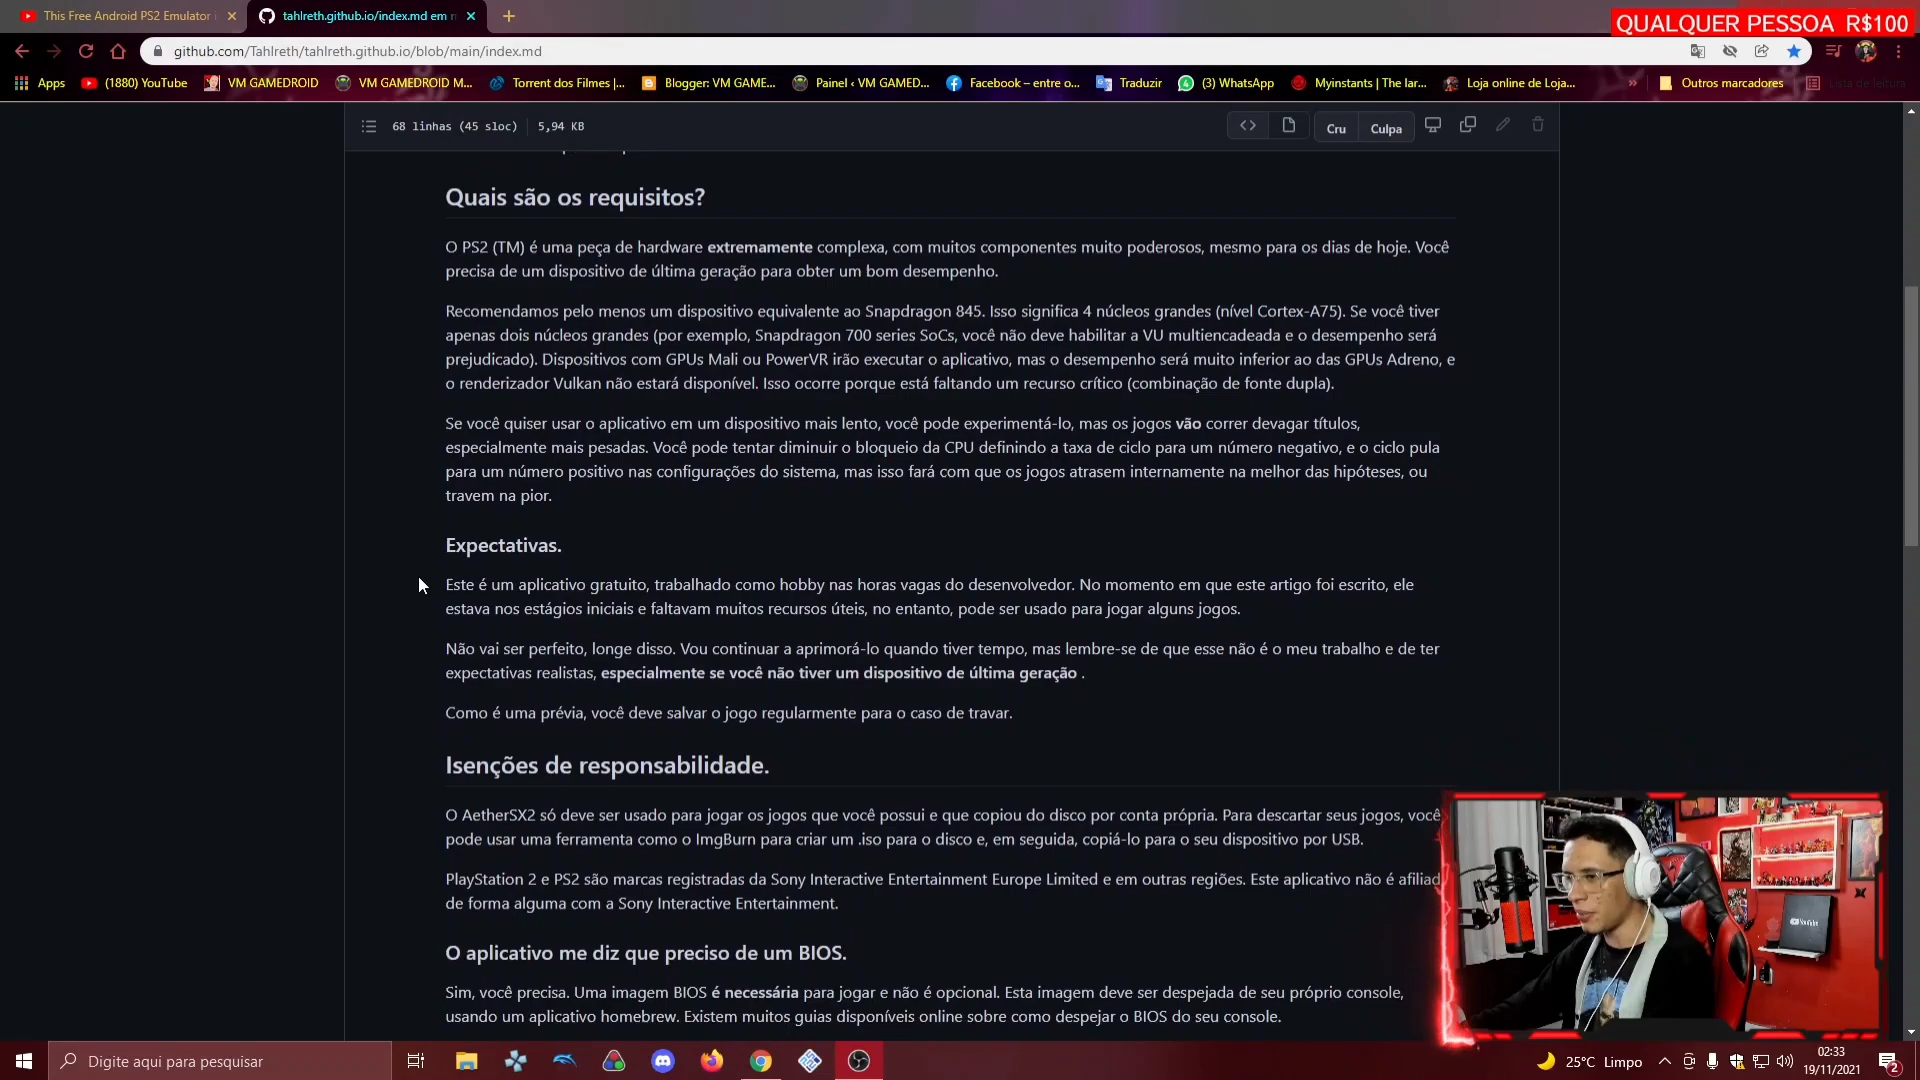 This Free Android PS2 Emulator
tahlreth.github.io/index.md em
QUALQUER PESSOA R$100
github.com/Tahlreth/tahlreth.github.io/blob/main/index.md
Apps
(1880) YouTube
VM GAMEDROID
VM GAMEDROID M...
Torrent dos Filmes |...
Blogger: VM GAME...
Painel ‹ VM GAMED...
Facebook – entre o...
Traduzir
(3) WhatsApp
Myinstants | The lar...
Loja online de Loja...
»
Outros marcadores
Lista de leitura
68 linhas (45 sloc)
5,94 KB
Cru
Culpa
Quais são os requisitos?
O PS2 (TM) é uma peça de hardware extremamente complexa, com muitos componentes muito poderosos, mesmo para os dias de hoje. Você
precisa de um dispositivo de última geração para obter um bom desempenho.
Recomendamos pelo menos um dispositivo equivalente ao Snapdragon 845. Isso significa 4 núcleos grandes (nível Cortex-A75). Se você tiver
apenas dois núcleos grandes (por exemplo, Snapdragon 700 series SoCs, você não deve habilitar a VU multiencadeada e o desempenho será
prejudicado). Dispositivos com GPUs Mali ou PowerVR irão executar o aplicativo, mas o desempenho será muito inferior ao das GPUs Adreno, e
o renderizador Vulkan não estará disponível. Isso ocorre porque está faltando um recurso crítico (combinação de fonte dupla).
Se você quiser usar o aplicativo em um dispositivo mais lento, você pode experimentá-lo, mas os jogos vão correr devagar títulos,
especialmente mais pesadas. Você pode tentar diminuir o bloqueio da CPU definindo a taxa de ciclo para um número negativo, e o ciclo pula
para um número positivo nas configurações do sistema, mas isso fará com que os jogos atrasem internamente na melhor das hipóteses, ou
travem na pior.
Expectativas.
Este é um aplicativo gratuito, trabalhado como hobby nas horas vagas do desenvolvedor. No momento em que este artigo foi escrito, ele
estava nos estágios iniciais e faltavam muitos recursos úteis, no entanto, pode ser usado para jogar alguns jogos.
Não vai ser perfeito, longe disso. Vou continuar a aprimorá-lo quando tiver tempo, mas lembre-se de que esse não é o meu trabalho e de ter
expectativas realistas, especialmente se você não tiver um dispositivo de última geração .
Como é uma prévia, você deve salvar o jogo regularmente para o caso de travar.
Isenções de responsabilidade.
O AetherSX2 só deve ser usado para jogar os jogos que você possui e que copiou do disco por conta própria. Para descartar seus jogos, você
pode usar uma ferramenta como o ImgBurn para criar um .iso para o disco e, em seguida, copiá-lo para o seu dispositivo por USB.
PlayStation 2 e PS2 são marcas registradas da Sony Interactive Entertainment Europe Limited e em outras regiões. Este aplicativo não é afiliad
de forma alguma com a Sony Interactive Entertainment.
O aplicativo me diz que preciso de um BIOS.
Sim, você precisa. Uma imagem BIOS é necessária para jogar e não é opcional. Esta imagem deve ser despejada de seu próprio console,
usando um aplicativo homebrew. Existem muitos guias disponíveis online sobre como despejar o BIOS do seu console.
YouTube
Digite aqui para pesquisar
25°C Limpo
02:33
19/11/2021
2